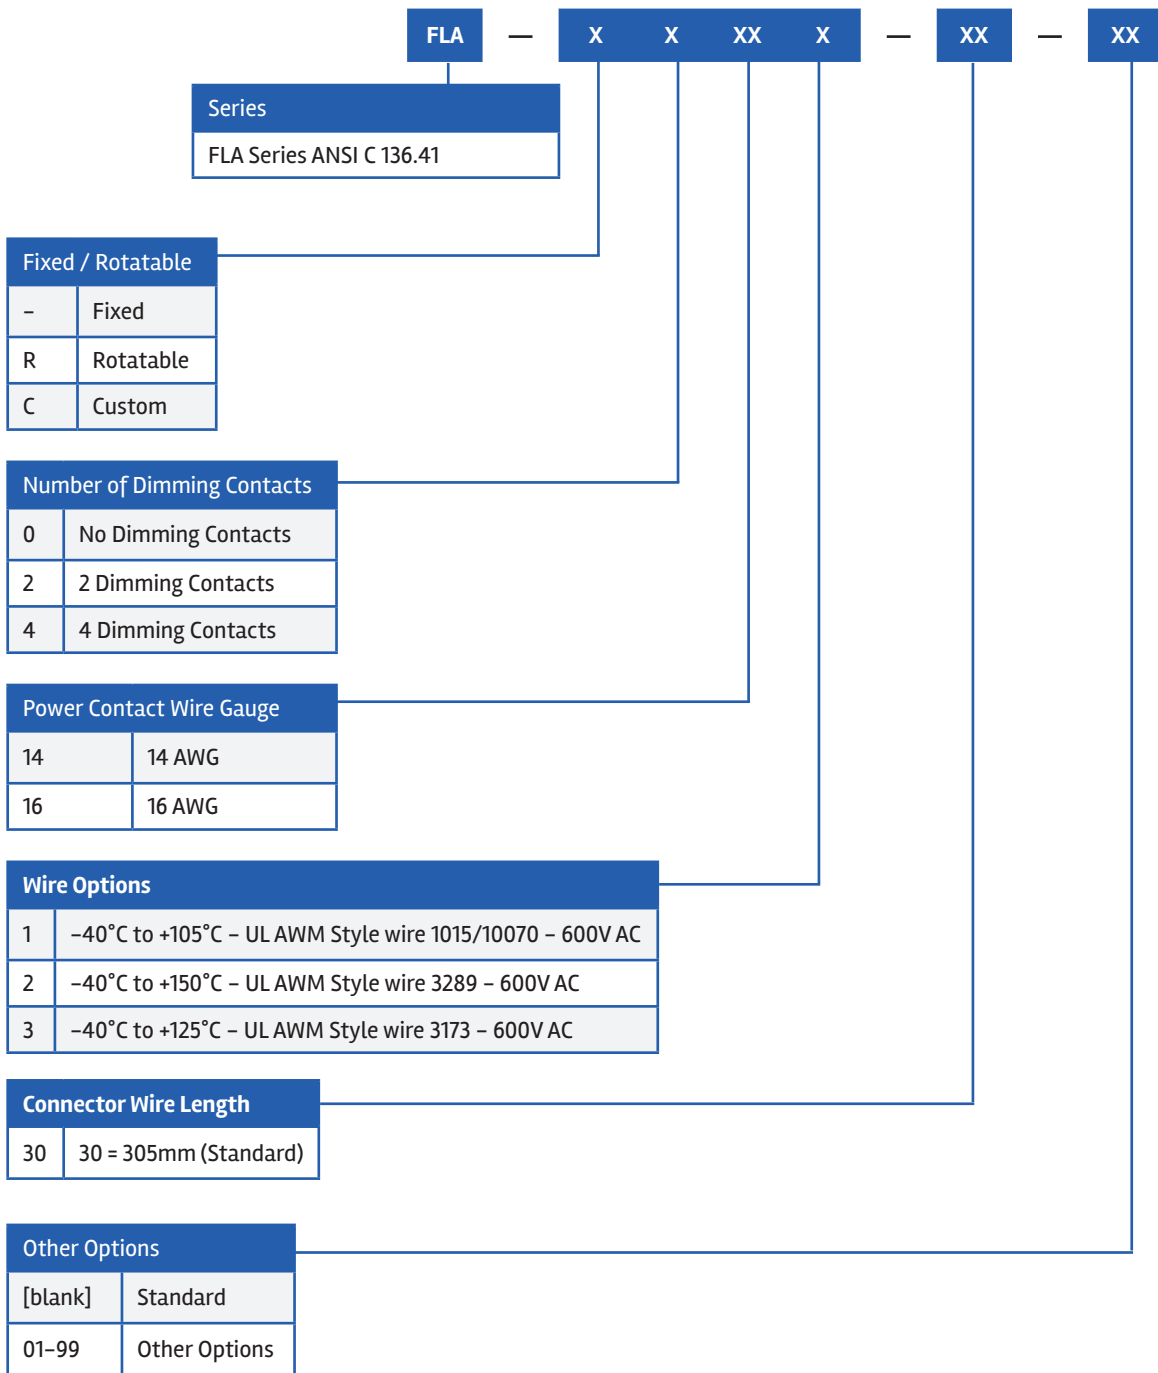 FLA — X X XX X — XX — XX
Series
FLA Series ANSI C 136.41
Fixed / Rotatable
– Fixed
R Rotatable
C Custom
Number of Dimming Contacts
0 No Dimming Contacts
2 2 Dimming Contacts
4 4 Dimming Contacts
Power Contact Wire Gauge
14 14 AWG
16 16 AWG
Wire Options
1 –40°C to +105°C – UL AWM Style wire 1015/10070 – 600V AC
2 –40°C to +150°C – UL AWM Style wire 3289 – 600V AC
3 –40°C to +125°C – UL AWM Style wire 3173 – 600V AC
Connector Wire Length
30 30 = 305mm (Standard)
Other Options
[blank] Standard
01–99 Other Options